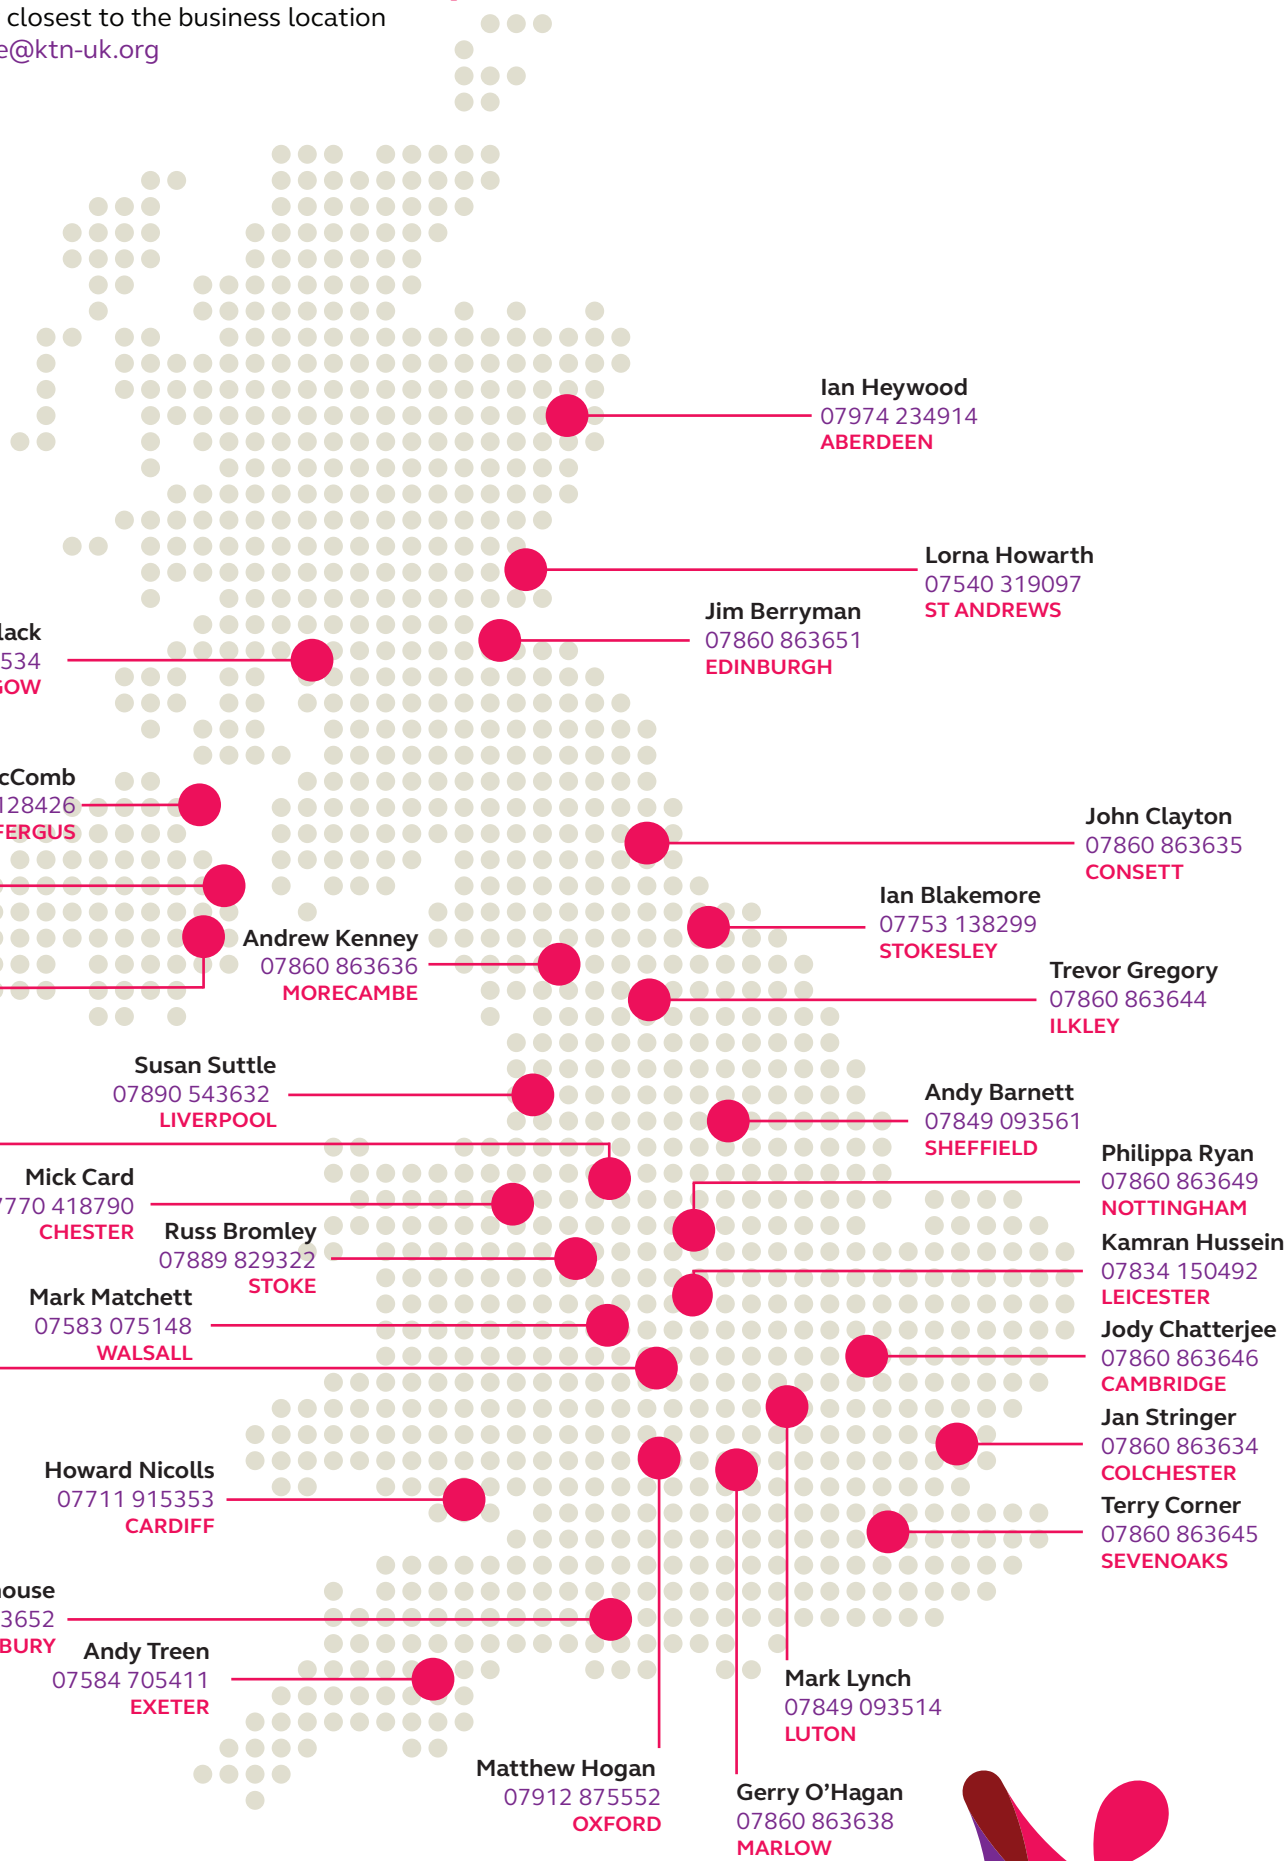 closest to the business location
e@ktn-uk.org
Ian Heywood
07974 234914
ABERDEEN
Lorna Howarth
07540 319097
ST ANDREWS
Jim Berryman
07860 863651
EDINBURGH
lack
534
GOW
cComb
128426
FERGUS
John Clayton
07860 863635
CONSETT
Ian Blakemore
07753 138299
STOKESLEY
Andrew Kenney
07860 863636
MORECAMBE
Trevor Gregory
07860 863644
ILKLEY
Susan Suttle
07890 543632
LIVERPOOL
Andy Barnett
07849 093561
SHEFFIELD
Philippa Ryan
07860 863649
NOTTINGHAM
Mick Card
7770 418790
CHESTER
Russ Bromley
07889 829322
STOKE
Kamran Hussein
07834 150492
LEICESTER
Mark Matchett
07583 075148
WALSALL
Jody Chatterjee
07860 863646
CAMBRIDGE
Jan Stringer
07860 863634
COLCHESTER
Howard Nicolls
07711 915353
CARDIFF
Terry Corner
07860 863645
SEVENOAKS
house
3652
BURY
Andy Treen
07584 705411
EXETER
Mark Lynch
07849 093514
LUTON
Matthew Hogan
07912 875552
OXFORD
Gerry O'Hagan
07860 863638
MARLOW